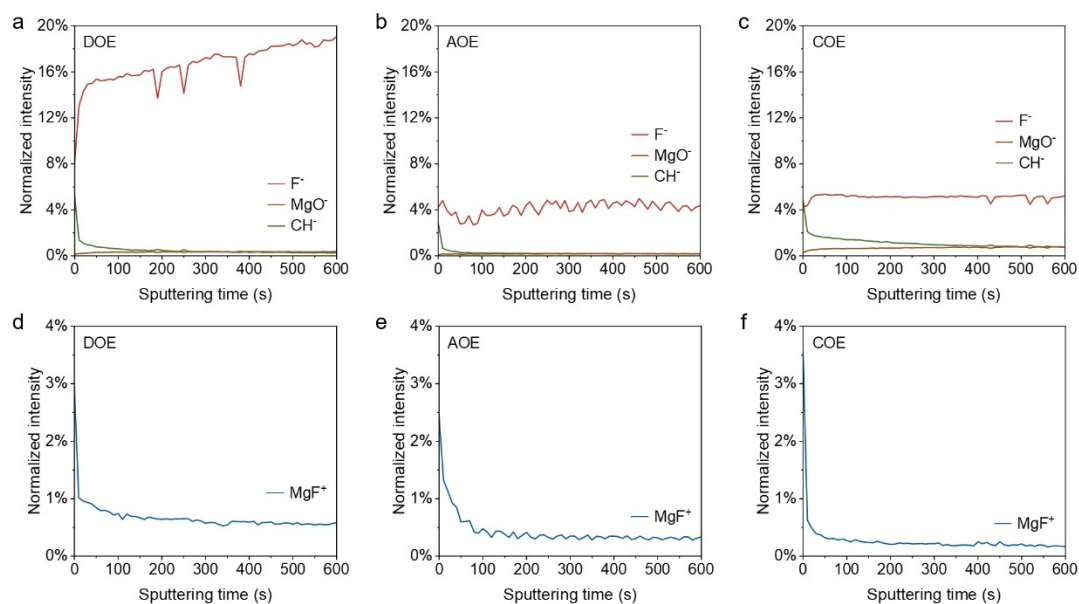 a
DOE
20%
16%
12%
8%
4%
0%
Normalized intensity
F⁻
MgO⁻
CH⁻
0 100 200 300 400 500 600
Sputtering time (s)
b
AOE
20%
16%
12%
8%
4%
0%
Normalized intensity
F⁻
MgO⁻
CH⁻
0 100 200 300 400 500 600
Sputtering time (s)
c
COE
20%
16%
12%
8%
4%
0%
Normalized intensity
F⁻
MgO⁻
CH⁻
0 100 200 300 400 500 600
Sputtering time (s)
d
DOE
4%
3%
2%
1%
0%
Normalized intensity
MgF⁺
0 100 200 300 400 500 600
Sputtering time (s)
e
AOE
4%
3%
2%
1%
0%
Normalized intensity
MgF⁺
0 100 200 300 400 500 600
Sputtering time (s)
f
COE
4%
3%
2%
1%
0%
Normalized intensity
MgF⁺
0 100 200 300 400 500 600
Sputtering time (s)